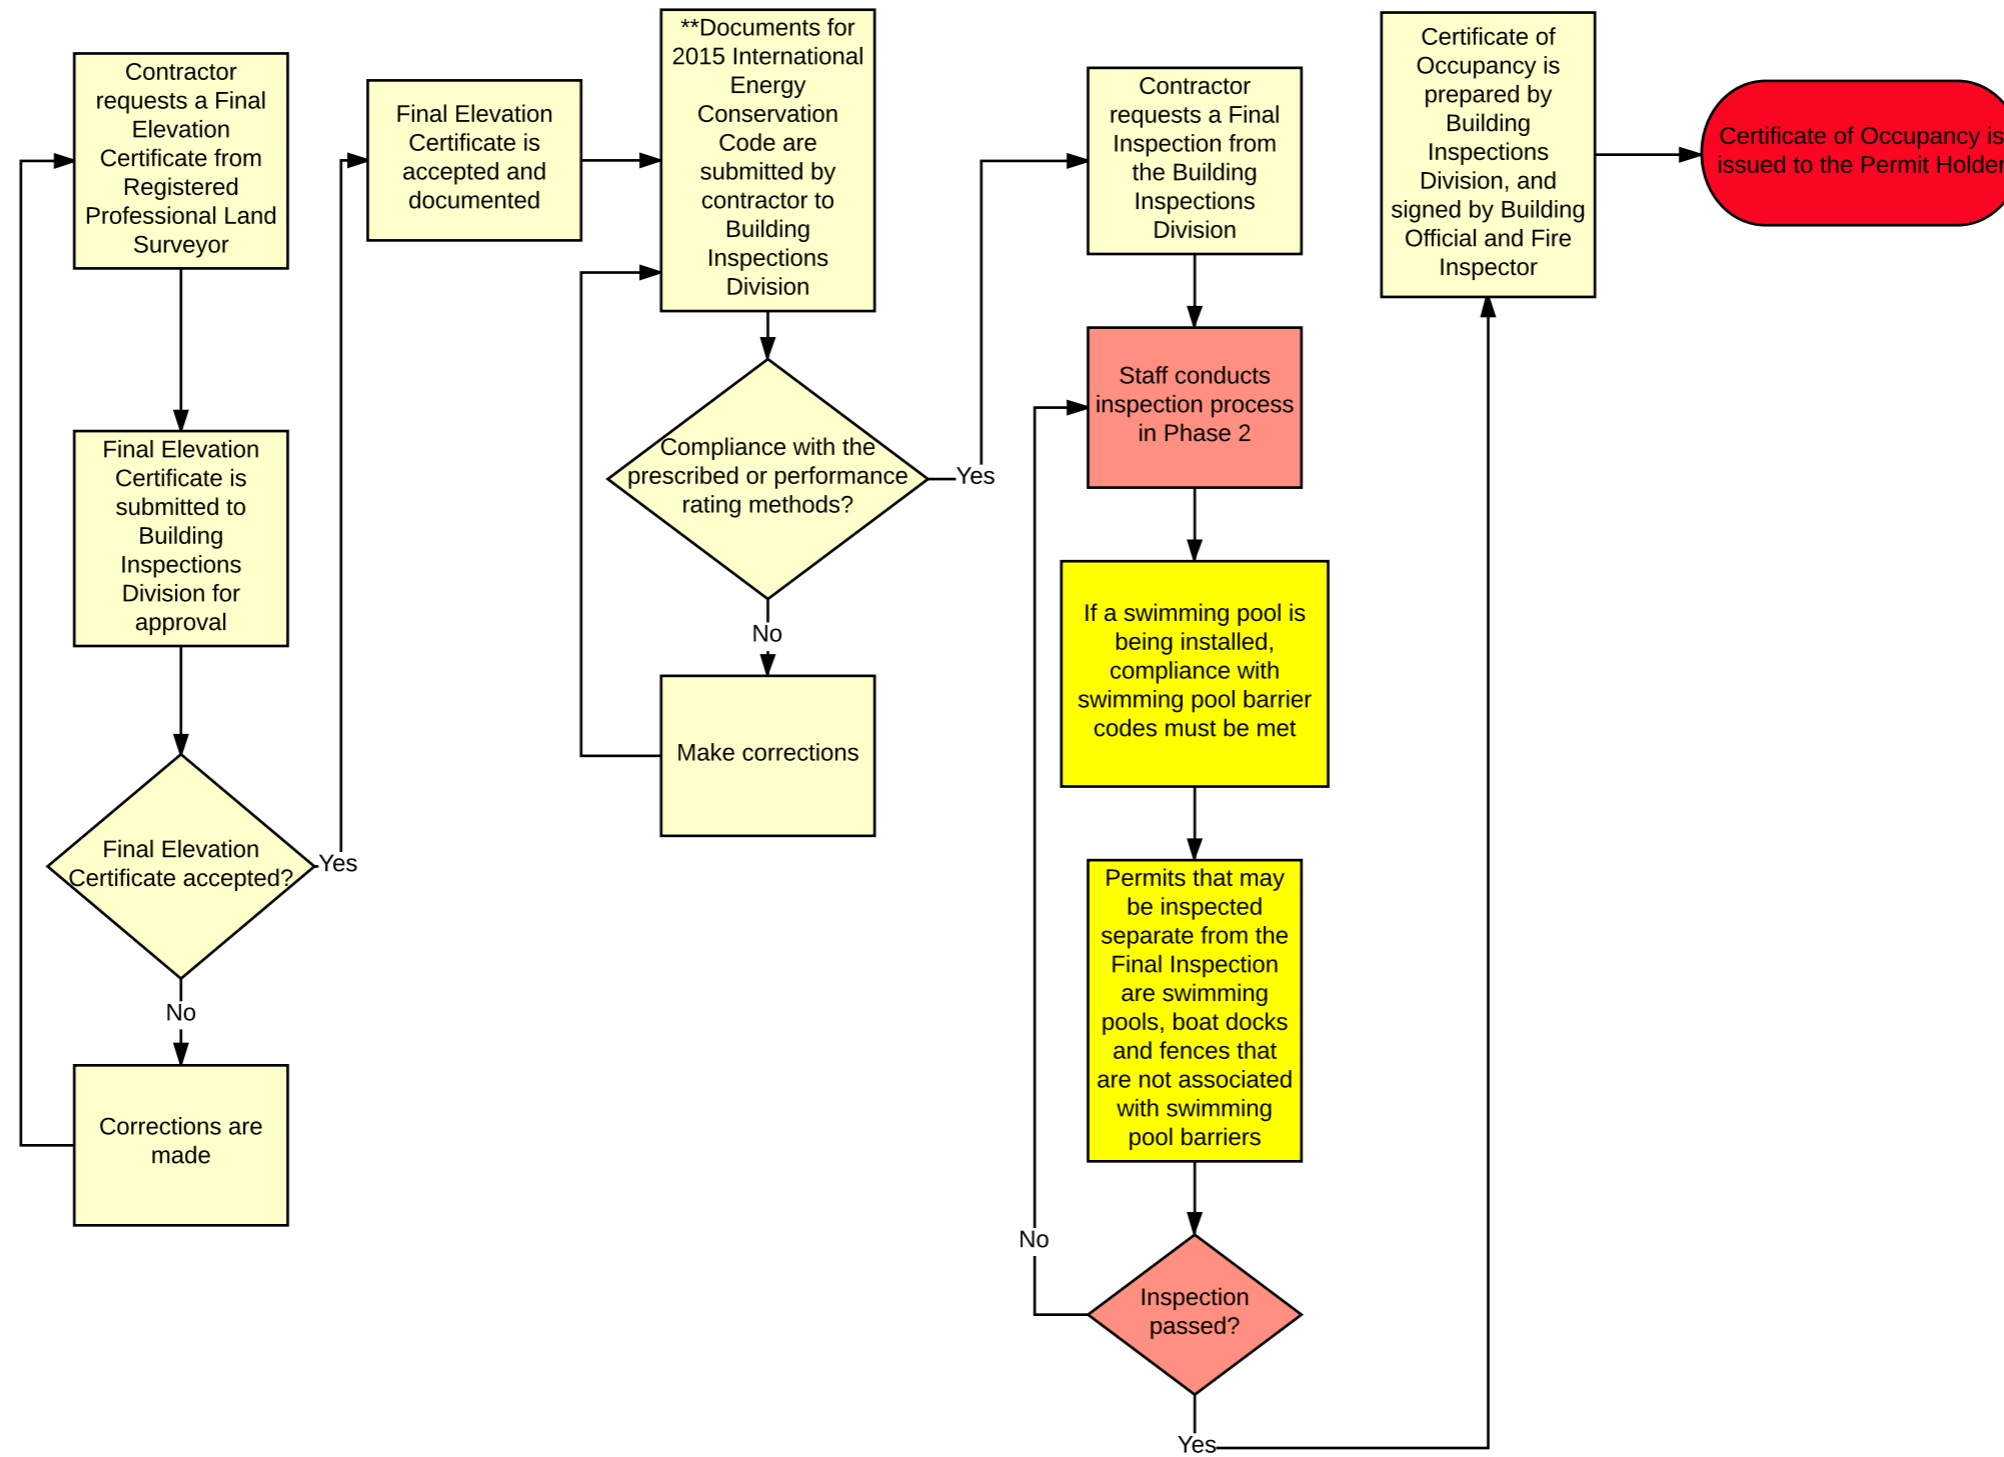 Contractor
requests a Final
Elevation
Certificate from
Registered
Professional Land
Surveyor
Final Elevation
Certificate is
submitted to
Building
Inspections
Division for
approval
Final Elevation
Certificate accepted?
Yes
No
Corrections are
made
Final Elevation
Certificate is
accepted and
documented
**Documents for
2015 International
Energy
Conservation
Code are
submitted by
contractor to
Building
Inspections
Division
Compliance with the
prescribed or performance
rating methods?
Yes
No
Make corrections
Contractor
requests a Final
Inspection from
the Building
Inspections
Division
Staff conducts
inspection process
in Phase 2
If a swimming pool is
being installed,
compliance with
swimming pool barrier
codes must be met
Permits that may
be inspected
separate from the
Final Inspection
are swimming
pools, boat docks
and fences that
are not associated
with swimming
pool barriers
No
Inspection
passed?
Yes
Certificate of
Occupancy is
prepared by
Building
Inspections
Division, and
signed by Building
Official and Fire
Inspector
Certificate of Occupancy is
issued to the Permit Holder